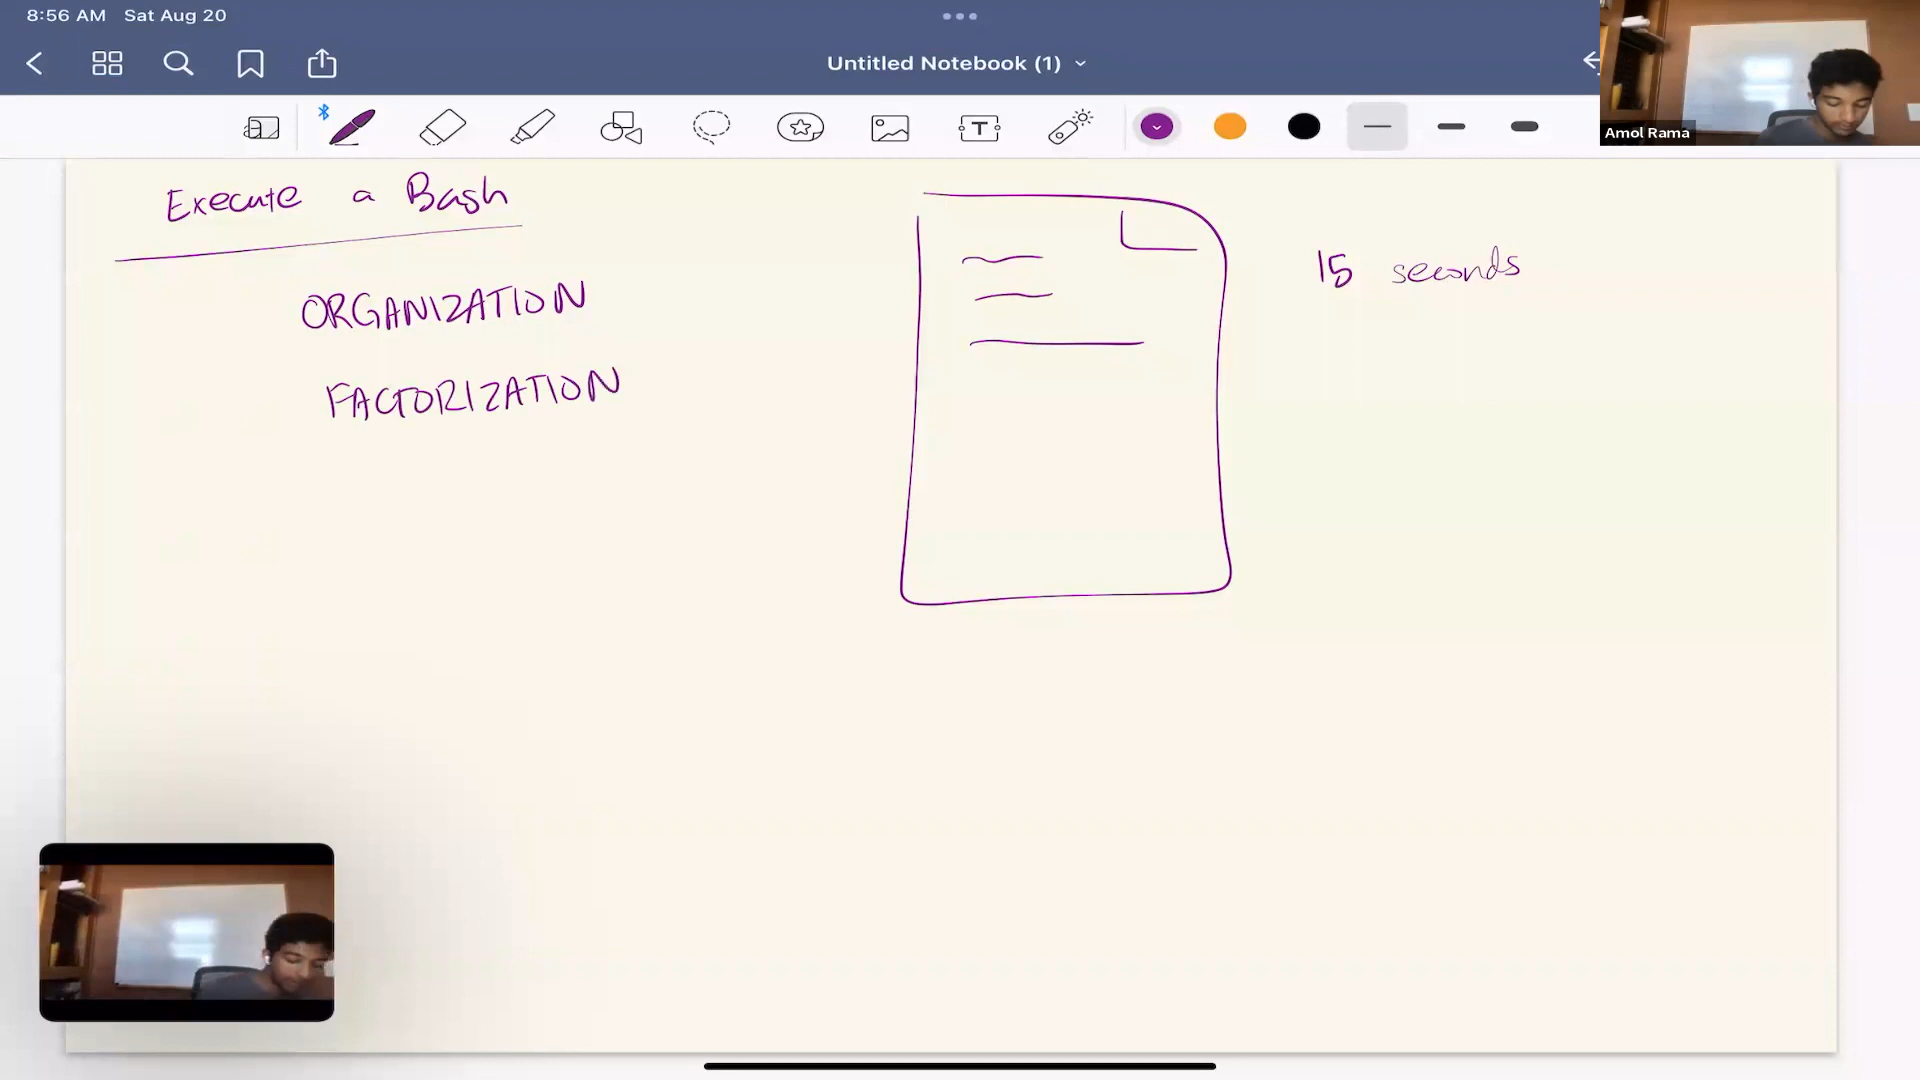 8:56 AM Sat Aug 20
Untitled Notebook (1)
Amol Rama
Execute a Bash
ORGANIZATION
FACTORIZATION
15 seconds